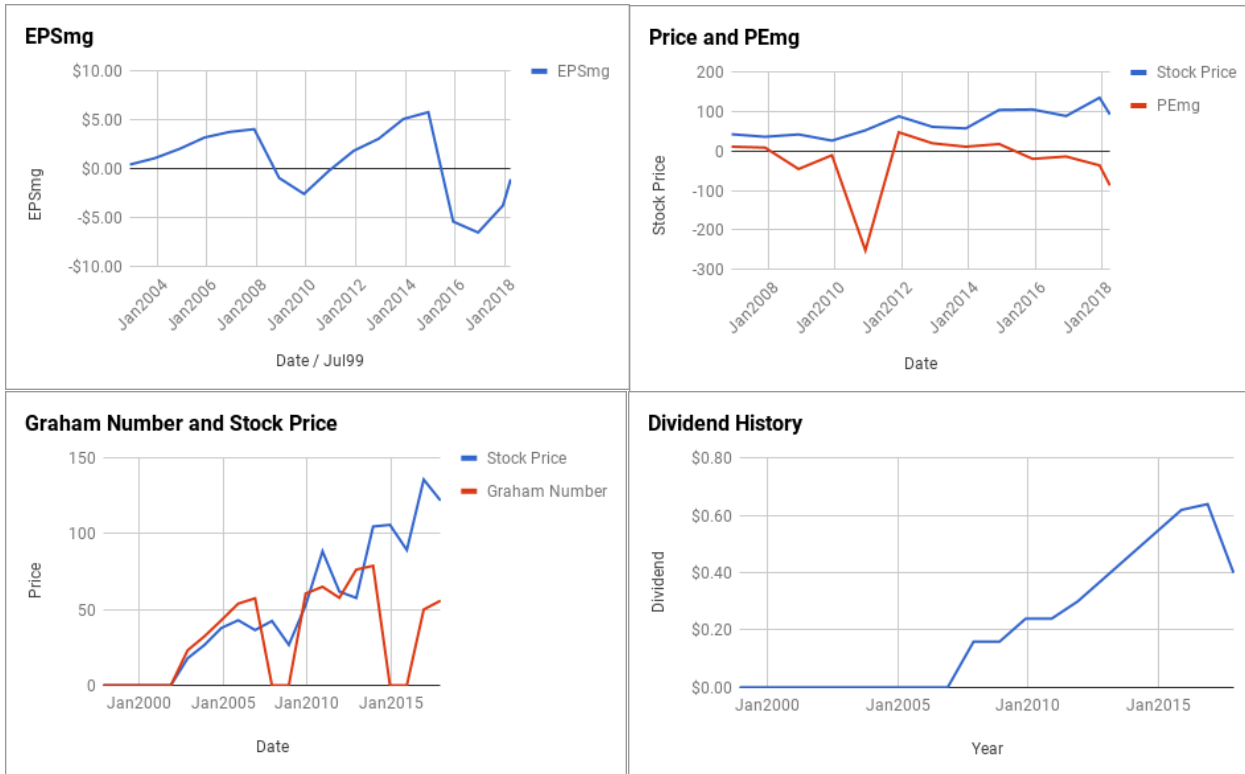 EPSmg
$10.00
$5.00
$0.00
-$5.00
-$10.00
EPSmg
EPSmg
Jan2004
Jan2006
Jan2008
Jan2010
Jan2012
Jan2014
Jan2016
Jan2018
Date / Jul99
Price and PEmg
200
100
0
-100
-200
-300
Stock Price
Stock Price
PEmg
Jan2008
Jan2010
Jan2012
Jan2014
Jan2016
Jan2018
Date
Graham Number and Stock Price
150
100
50
0
Price
Stock Price
Graham Number
Jan2000
Jan2005
Jan2010
Jan2015
Date
Dividend History
$0.80
$0.60
$0.40
$0.20
$0.00
Dividend
Jan2000
Jan2005
Jan2010
Jan2015
Year